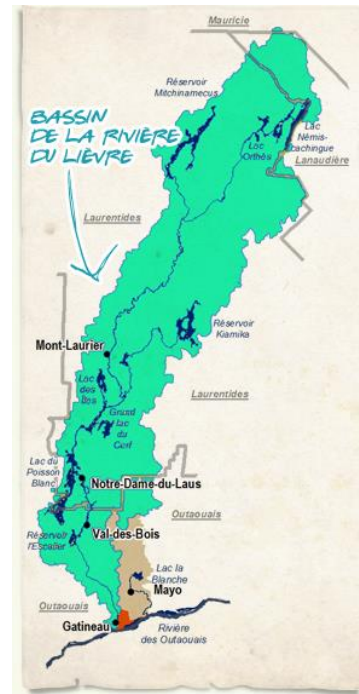 Mauricie
Réservoir
Mitchinamecus
BASSIN
DE LA RIVIÈRE
DU LIÈVRE
Lac
Orthès
Lac
Némis-
cachingue
Lanaudière
Laurentides
Réservoir
Kiamika
Mont-Laurier
Lac
des
Îles
Grand
lac
du
Cerf
Laurentides
Lac du
Poisson
Blanc
Notre-Dame-du-Laus
Outaouais
Val-des-Bois
Réservoir
l'Escalier
Lac la
Blanche
Mayo
Outaouais
Gatineau
Rivière
des Outaouais